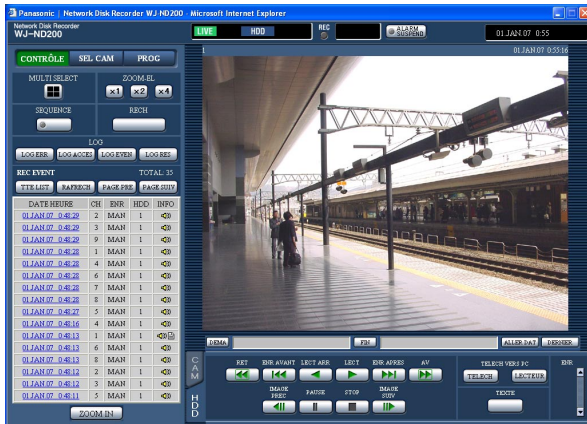 Panasonic | Network Disk Recorder WJ-ND200 - Microsoft Internet Explorer
Network Disk Recorder
WJ-ND200
LIVE HDD REC ALARM SUSPEND 01.JAN.07 0:55
CONTRÔLE SEL CAM PROG
1 01.JAN.07 0:55:16
MULTI SELECT ZOOM-EL
×1 ×2 ×4
SEQUENCE RECH
LOG
LOG ERR LOG ACCES LOG EVEN LOG RES
REC EVENT TOTAL: 35
TTE LIST RAFRECH PAGE PRE PAGE SUIV
DATE HEURE CH ENR HDD INFO
01.JAN.07 0:48:29 2 MAN 1
01.JAN.07 0:48:29 3 MAN 1
01.JAN.07 0:48:29 9 MAN 1
01.JAN.07 0:48:28 1 MAN 1
01.JAN.07 0:48:28 4 MAN 1
01.JAN.07 0:48:28 6 MAN 1
01.JAN.07 0:48:28 7 MAN 1
01.JAN.07 0:48:28 8 MAN 1
01.JAN.07 0:48:27 5 MAN 1
01.JAN.07 0:48:16 4 MAN 1
01.JAN.07 0:48:13 1 MAN 1
01.JAN.07 0:48:13 6 MAN 1
01.JAN.07 0:48:13 8 MAN 1
01.JAN.07 0:48:12 2 MAN 1
01.JAN.07 0:48:12 3 MAN 1
01.JAN.07 0:48:11 5 MAN 1
ZOOM IN
DEMA FIN ALLER DAT DERNIER
CAM
HDD
RET ENR AVANT LECT ARR LECT ENR APRES AV
IMAGE PREC PAUSE STOP IMAGE SUIV
TELECH VERS PC
TELECH LECTEUR
TEXTE
ENR